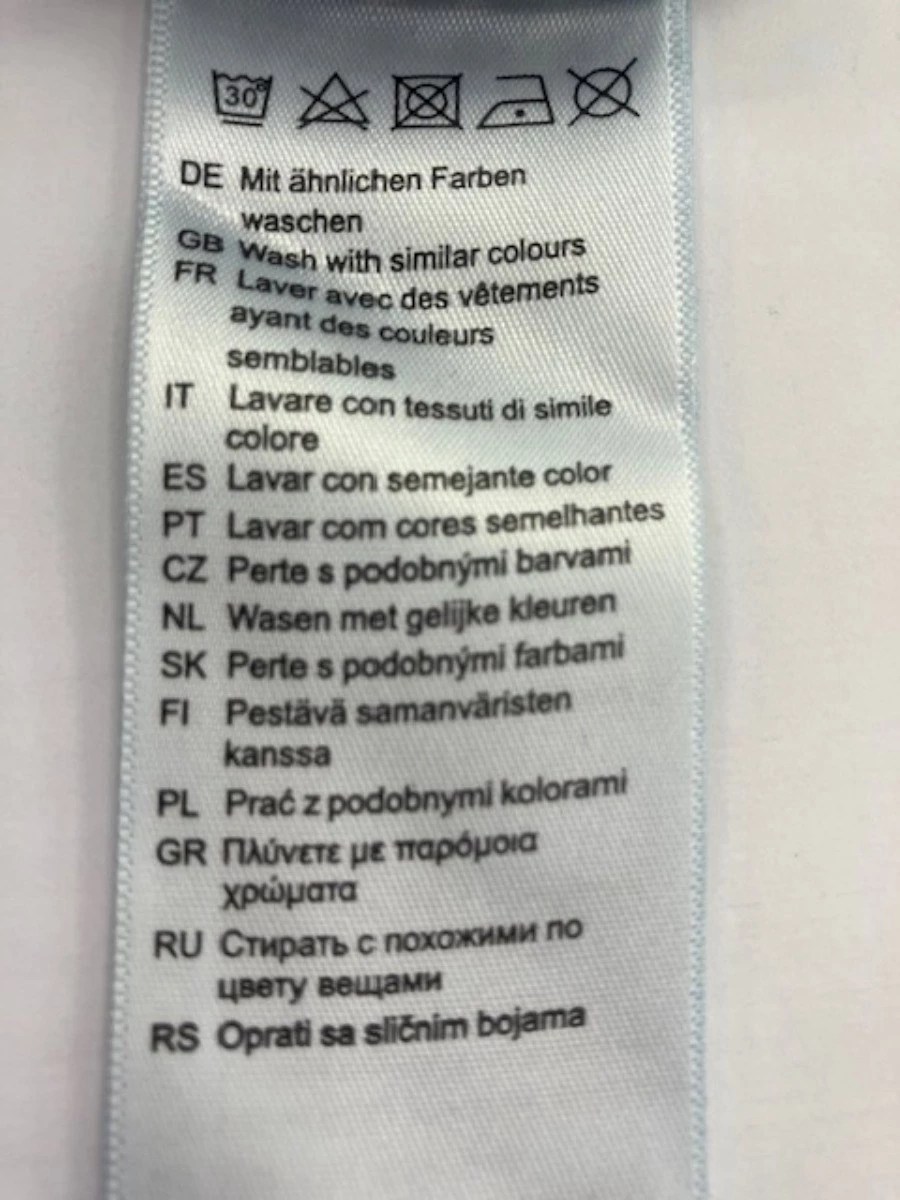 30°
DE Mit ähnlichen Farben
waschen
GB Wash with similar colours
FR Laver avec des vêtements
ayant des couleurs
semblables
IT Lavare con tessuti di simile
colore
ES Lavar con semejante color
PT Lavar com cores semelhantes
CZ Perte s podobnými barvami
NL Wasen met gelijke kleuren
SK Perte s podobnými farbami
FI Pestävä samanväristen
kanssa
PL Prać z podobnymi kolorami
GR Πλύνετε με παρόμοια
χρώματα
RU Стирать с похожими по
цвету вещами
RS Oprati sa sličnim bojama